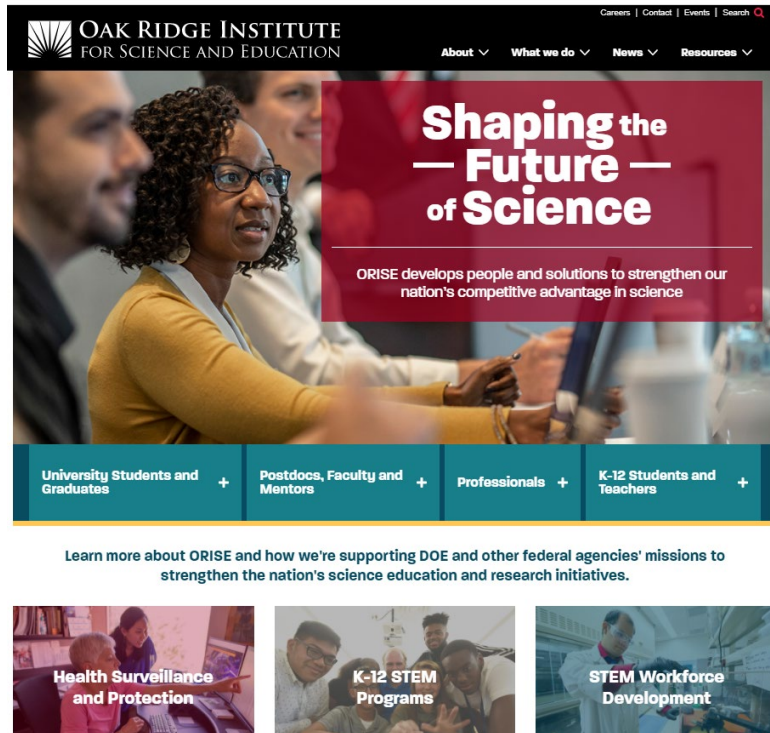 Careers | Contact | Events | Search
OAK RIDGE INSTITUTE
FOR SCIENCE AND EDUCATION
About What we do News Resources
Shaping the
— Future —
of Science
ORISE develops people and solutions to strengthen our
nation's competitive advantage in science
University Students and
Graduates +
Postdocs, Faculty and
Mentors +
Professionals +
K-12 Students and
Teachers +
Learn more about ORISE and how we're supporting DOE and other federal agencies' missions to
strengthen the nation's science education and research initiatives.
Health Surveillance
and Protection
K-12 STEM
Programs
STEM Workforce
Development